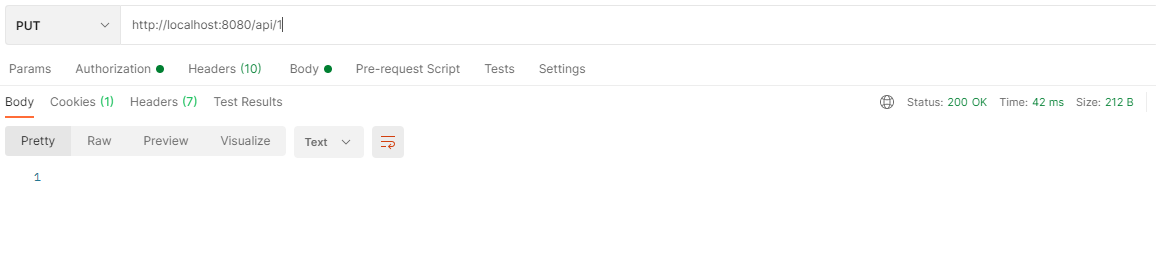 PUT http://localhost:8080/api/1
Params Authorization Headers (10) Body Pre-request Script Tests Settings
Body Cookies (1) Headers (7) Test Results Status: 200 OK Time: 42 ms Size: 212 B
Pretty Raw Preview Visualize Text
1